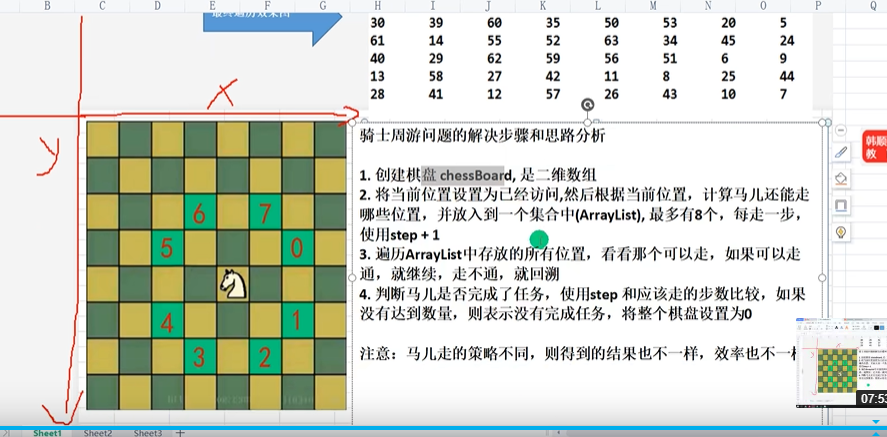 B C D E F G H I J K L M N O P Q
最终遍历效果图
30 39 60 35 50 53 20 5
61 14 55 52 63 34 45 24
40 29 62 59 56 51 6 9
13 58 27 42 11 8 25 44
28 41 12 57 26 43 10 7
X
y
6 7
5 0
4 1
3 2
骑士周游问题的解决步骤和思路分析
1. 创建棋盘 chessBoard, 是二维数组
2. 将当前位置设置为已经访问,然后根据当前位置，计算马儿还能走
哪些位置，并放入到一个集合中(ArrayList), 最多有8个，每走一步，
使用step + 1
3. 遍历ArrayList中存放的所有位置，看看那个可以走，如果可以走
通，就继续，走不通，就回溯
4. 判断马儿是否完成了任务，使用step 和应该走的步数比较，如果
没有达到数量，则表示没有完成任务，将整个棋盘设置为0
注意：马儿走的策略不同，则得到的结果也不一样，效率也不一
韩顺
教
07:53
Sheet1 Sheet2 Sheet3 +